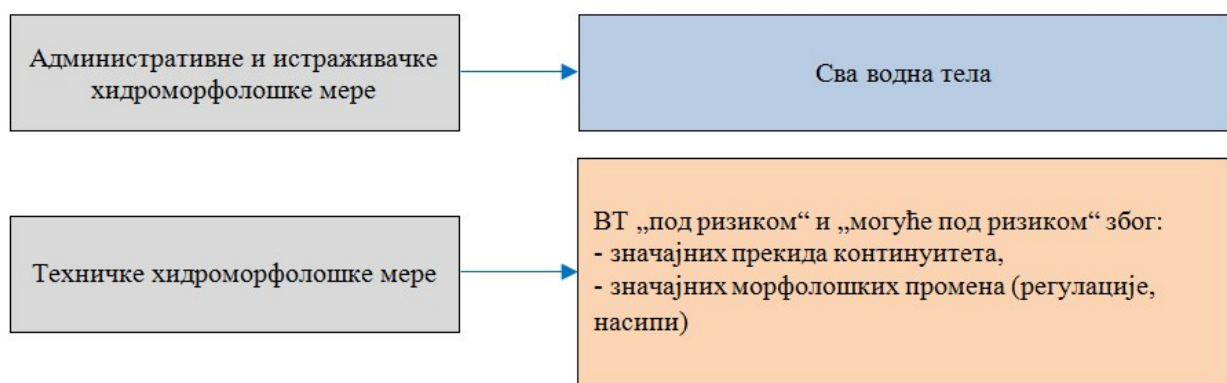 Административне и истраживачке
хидроморфолошке мере
Сва водна тела
Техничке хидроморфолошке мере
ВТ „под ризиком“ и „могуће под ризиком“ због:
- значајних прекида континуитета,
- значајних морфолошких промена (регулације,
насипи)